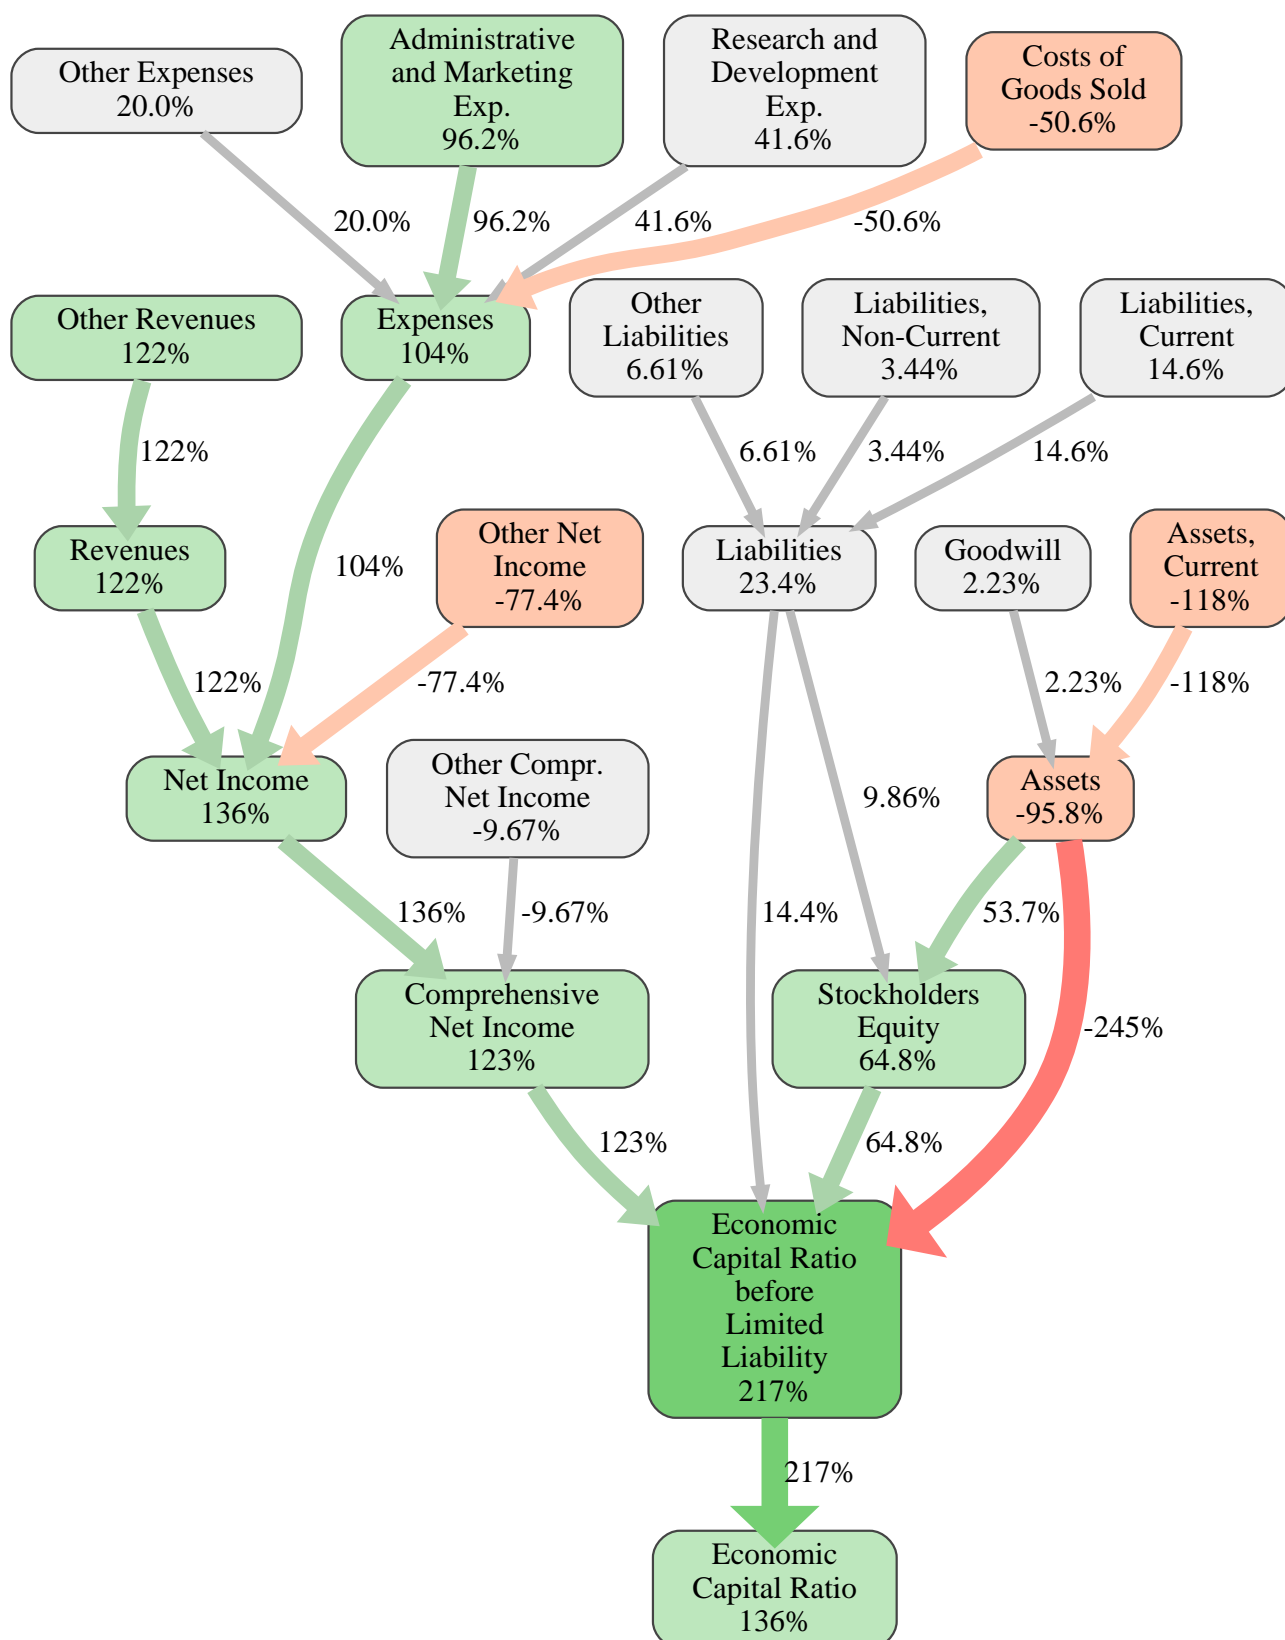 Other Expenses
20.0%
Administrative
and Marketing
Exp.
96.2%
Research and
Development
Exp.
41.6%
Costs of
Goods Sold
-50.6%
20.0%
96.2%
41.6%
-50.6%
Other Revenues
122%
Expenses
104%
Other
Liabilities
6.61%
Liabilities,
Non-Current
3.44%
Liabilities,
Current
14.6%
122%
6.61%
3.44%
14.6%
Revenues
122%
104%
Other Net
Income
-77.4%
Liabilities
23.4%
Goodwill
2.23%
Assets,
Current
-118%
122%
-77.4%
2.23%
-118%
Net Income
136%
Other Compr.
Net Income
-9.67%
9.86%
Assets
-95.8%
136%
-9.67%
14.4%
53.7%
Comprehensive
Net Income
123%
Stockholders
Equity
64.8%
-245%
123%
64.8%
Economic
Capital Ratio
before
Limited
Liability
217%
217%
Economic
Capital Ratio
136%